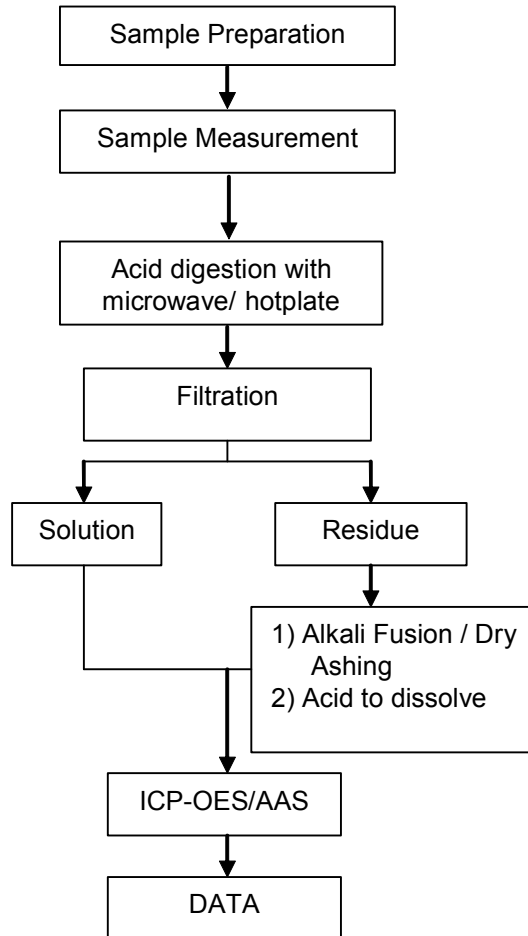 Sample Preparation
Sample Measurement
Acid digestion with
microwave/ hotplate
Filtration
Solution
Residue
1) Alkali Fusion / Dry
Ashing
2) Acid to dissolve
ICP-OES/AAS
DATA